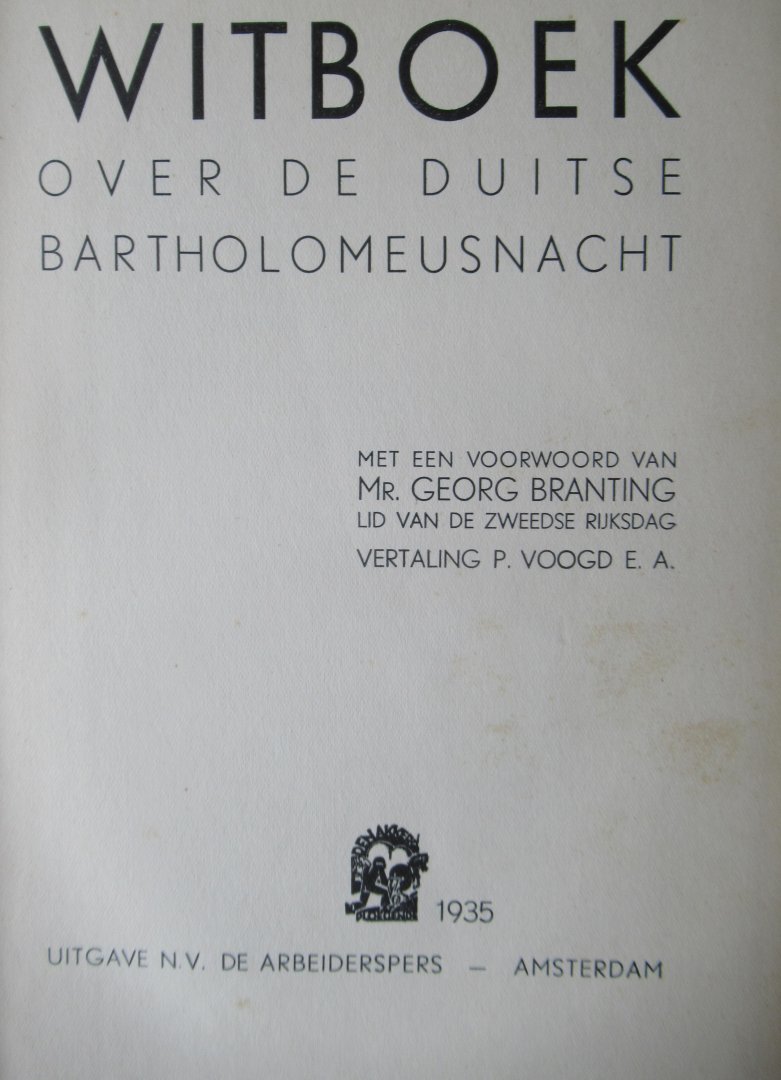 WITBOEK
OVER DE DUITSE
BARTHOLOMEUSNACHT
MET EEN VOORWOORD VAN
MR. GEORG BRANTING
LID VAN DE ZWEEDSE RIJKSDAG
VERTALING P. VOOGD E. A.
1935
UITGAVE N.V. DE ARBEIDERSPERS — AMSTERDAM